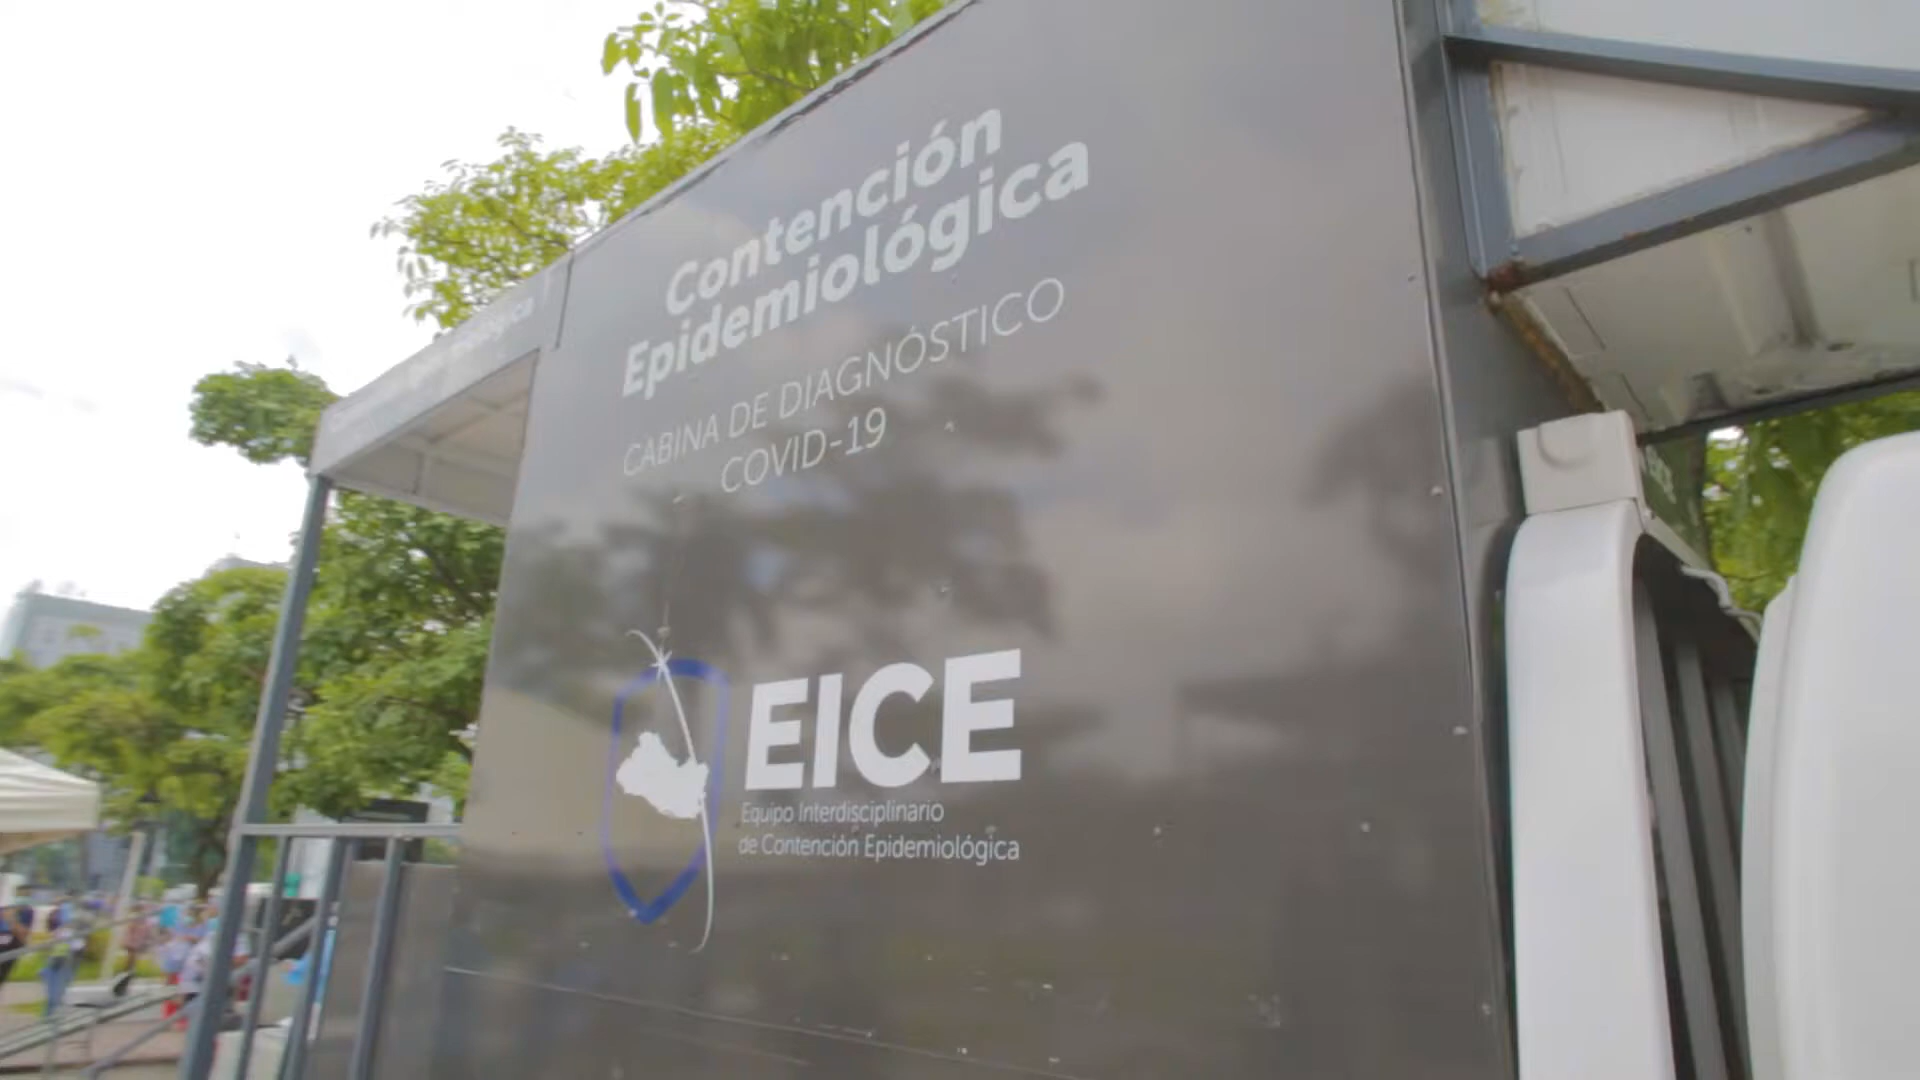 Contención
Epidemiológica
CABINA DE DIAGNÓSTICO
COVID-19
EICE
Equipo Interdisciplinario
de Contención Epidemiológica